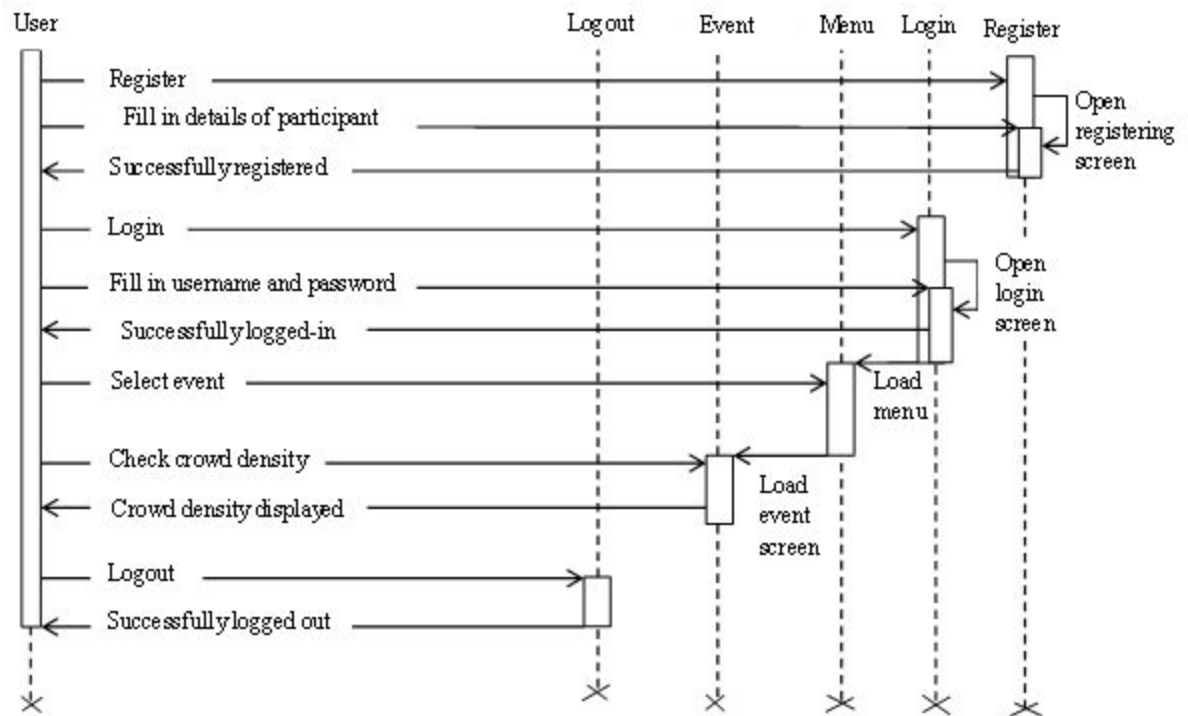 User
Logout
Event
Menu
Login
Register
Register
Open
registering
screen
Fill in details of participant
Successfully registered
Login
Open
login
screen
Fill in username and password
Successfully logged-in
Load
menu
Select event
Check crowd density
Load
event
screen
Crowd density displayed
Logout
Successfully logged out